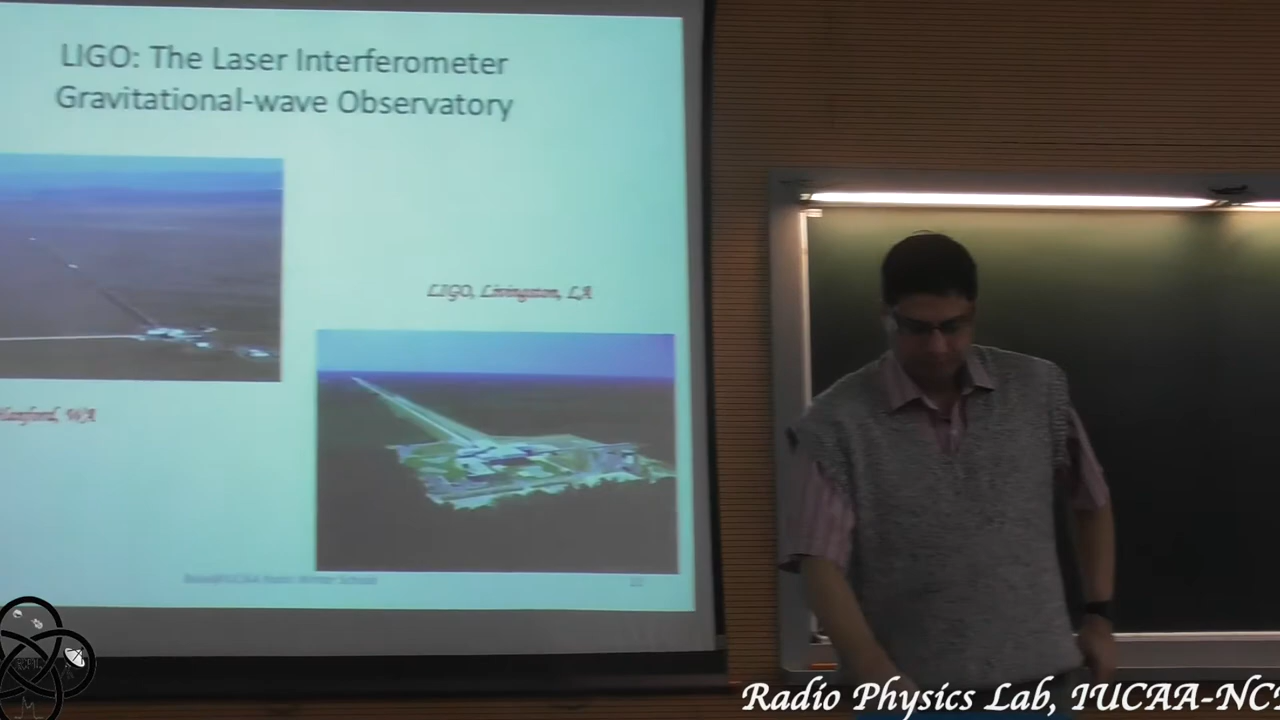 LIGO: The Laser Interferometer
Gravitational-wave Observatory
LIGO, Livingston, LA
Hanford, WA
Radio Physics Lab, IUCAA-NC